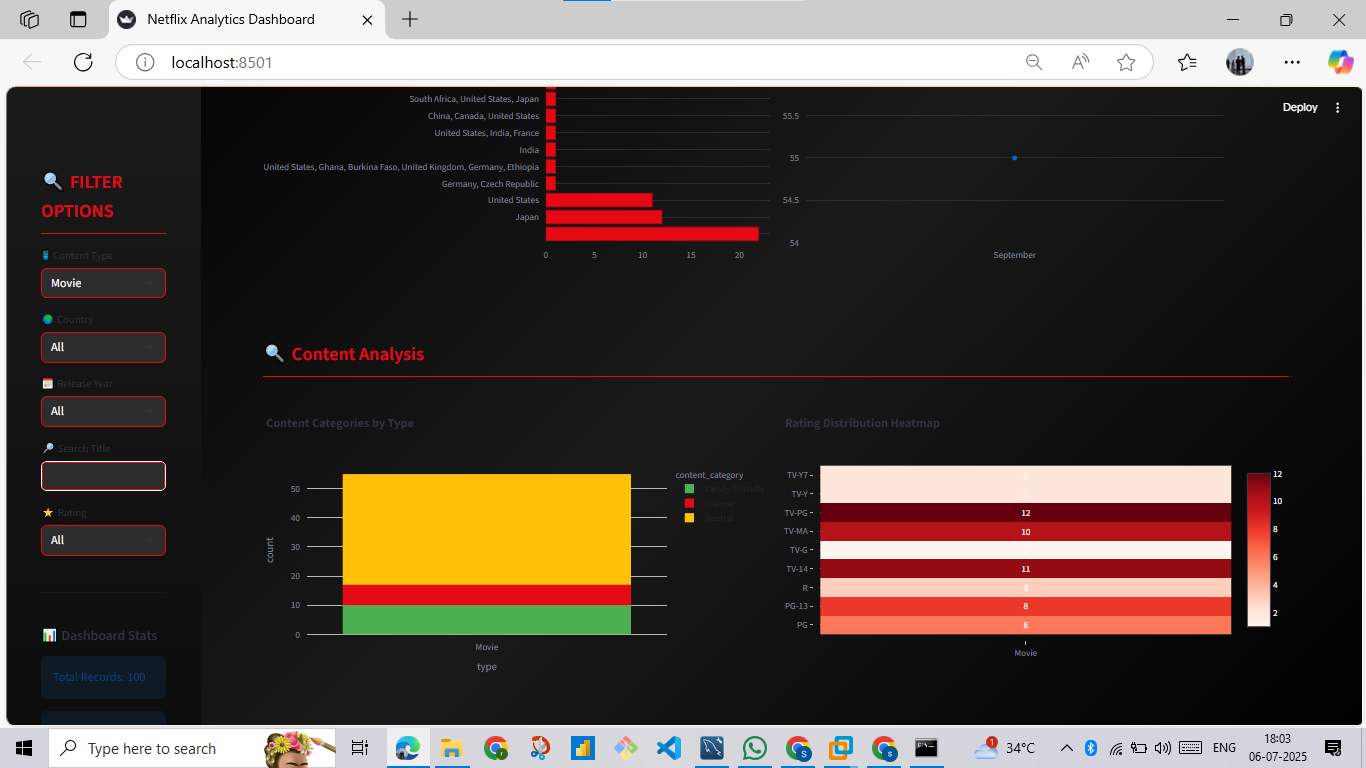 Netflix Analytics Dashboard
localhost:8501
Deploy
FILTER
OPTIONS
Content Type
Movie
Country
All
Release Year
All
Search Title
Rating
All
Dashboard Stats
Total Records: 100
South Africa, United States, Japan
China, Canada, United States
United States, India, France
India
United States, Ghana, Burkina Faso, United Kingdom, Germany, Ethiopia
Germany, Czech Republic
United States
Japan
0 5 10 15 20
55.5
55
54.5
54
September
Content Analysis
Content Categories by Type
50
40
30
20
10
0
count
Movie
type
content_category
Family-Friendly
Intense
Neutral
Rating Distribution Heatmap
TV-Y7
TV-Y
TV-PG 12
TV-MA 10
TV-G
TV-14 11
R 3
PG-13 8
PG 6
Movie
12
10
8
6
4
2
Type here to search
1
34°C
ENG
18:03
06-07-2025